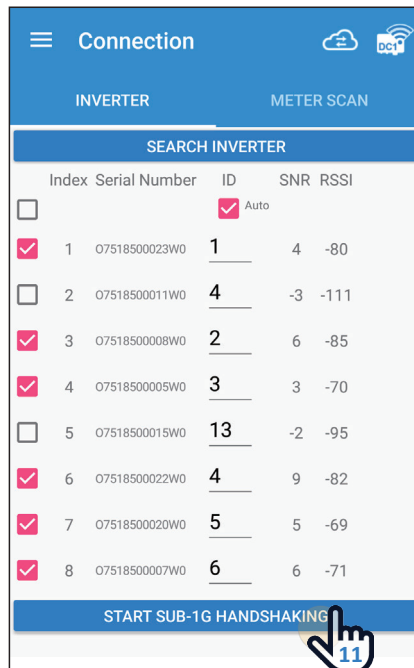 Connection
DC1
INVERTER METER SCAN
SEARCH INVERTER
Index Serial Number ID SNR RSSI
Auto
1 O7518500023W0 1 4 -80
2 O7518500011W0 4 -3 -111
3 O7518500008W0 2 6 -85
4 O7518500005W0 3 3 -70
5 O7518500015W0 13 -2 -95
6 O7518500022W0 4 9 -82
7 O7518500020W0 5 5 -69
8 O7518500007W0 6 6 -71
START SUB-1G HANDSHAKING
11